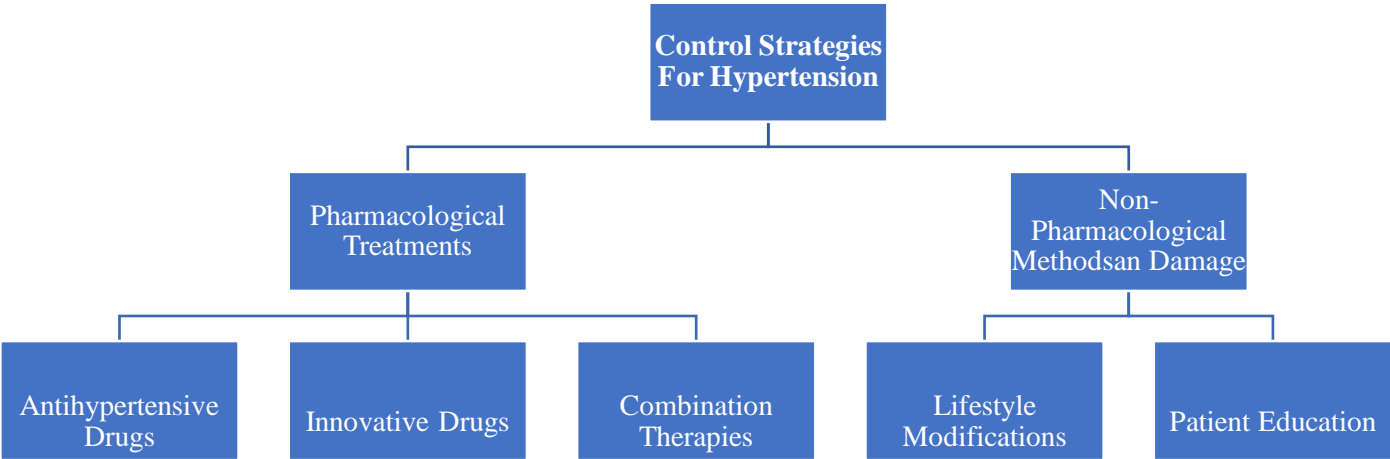 Control Strategies
For Hypertension
Pharmacological
Treatments
Non-
Pharmacological
Methodsan Damage
Antihypertensive
Drugs
Innovative Drugs
Combination
Therapies
Lifestyle
Modifications
Patient Education